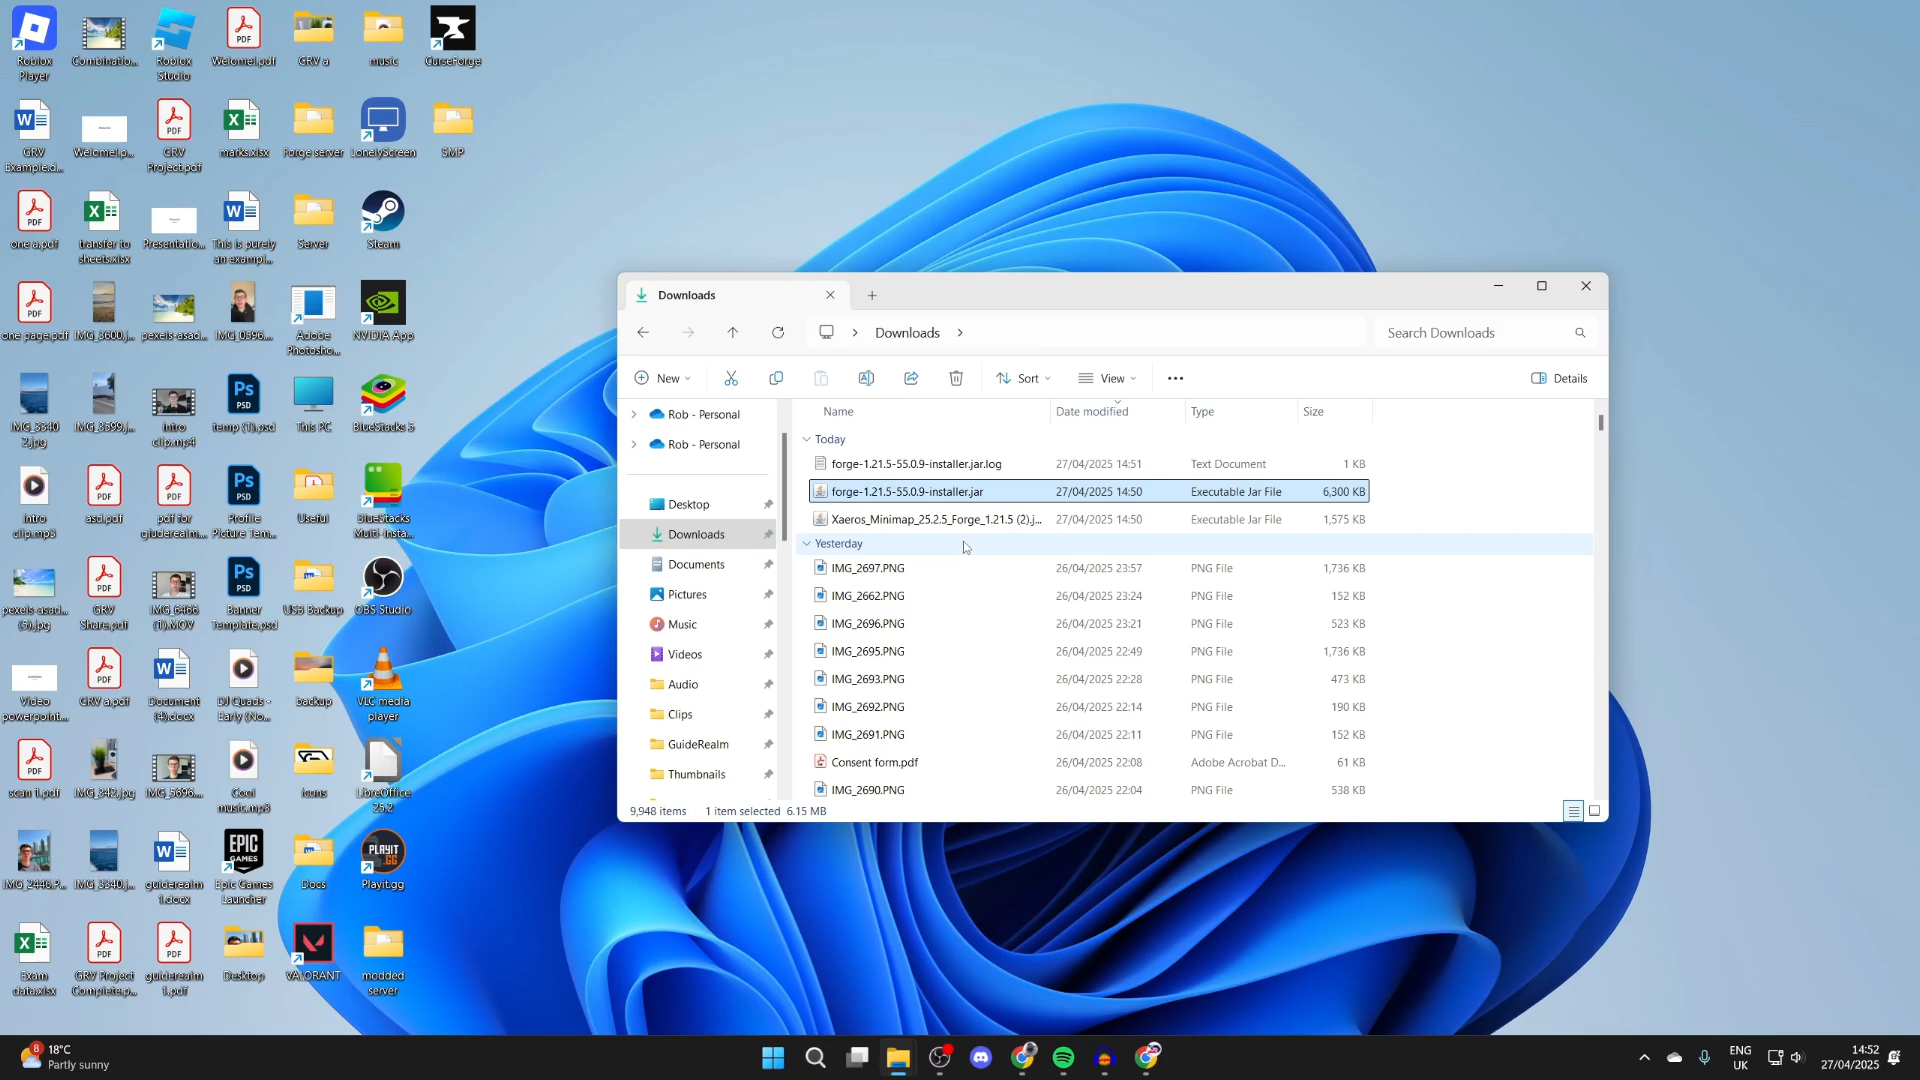 Roblox
Player
Combinatio...
Roblox
Studio
Welome!.pdf
GRV a
music
CurseForge
GRV
Example.d...
Welome!.p...
GRV
Project.pdf
marks.xlsx
Forge server
LonelyScreen
SMP
one a.pdf
transfer to
sheets.xlsx
Presentatio...
This is purely
an exampl...
Server
Steam
one page.pdf
IMG_3600.j...
pexels-asad...
IMG_0396...
Adobe
Photosho...
NVIDIA App
IMG_3340
2.jpg
IMG_3599.j...
intro
clip.mp4
temp (1).psd
This PC
BlueStacks 5
intro
clip.mp3
asd.pdf
pdf for
giuderealm...
Profile
Picture Tem...
Useful
BlueStacks
Multi-Insta...
pexels-asad...
(5).jpg
GRV
Share.pdf
IMG_6466
(1).MOV
Banner
Template.psd
USB Backup
OBS Studio
Video
powerpoint...
GRV a.pdf
Document
(4).docx
DJ Quads -
Early (No...
backup
VLC media
player
scan 1.pdf
IMG_342.jpg
IMG_5696...
Cool
music.mp3
icons
LibreOffice
25.2
IMG_2446.P...
IMG_3340.j...
guiderealm
1.docx
Epic Games
Launcher
Docs
Playit.gg
Exam
data.xlsx
GRV Project
Complete.p...
guiderealm
1.pdf
Desktop
VALORANT
modded
server
Downloads
Downloads
Search Downloads
New
Sort
View
Details
Rob - Personal
Rob - Personal
Desktop
Downloads
Documents
Pictures
Music
Videos
Audio
Clips
GuideRealm
Thumbnails
Name Date modified Type Size
Today
forge-1.21.5-55.0.9-installer.jar.log 27/04/2025 14:51 Text Document 1 KB
forge-1.21.5-55.0.9-installer.jar 27/04/2025 14:50 Executable Jar File 6,300 KB
Xaeros_Minimap_25.2.5_Forge_1.21.5 (2).j... 27/04/2025 14:50 Executable Jar File 1,575 KB
Yesterday
IMG_2697.PNG 26/04/2025 23:57 PNG File 1,736 KB
IMG_2662.PNG 26/04/2025 23:24 PNG File 152 KB
IMG_2696.PNG 26/04/2025 23:21 PNG File 523 KB
IMG_2695.PNG 26/04/2025 22:49 PNG File 1,736 KB
IMG_2693.PNG 26/04/2025 22:28 PNG File 473 KB
IMG_2692.PNG 26/04/2025 22:14 PNG File 190 KB
IMG_2691.PNG 26/04/2025 22:11 PNG File 152 KB
Consent form.pdf 26/04/2025 22:08 Adobe Acrobat D... 61 KB
IMG_2690.PNG 26/04/2025 22:04 PNG File 538 KB
9,948 items 1 item selected 6.15 MB
8
18°C
Partly sunny
ENG
UK
14:52
27/04/2025